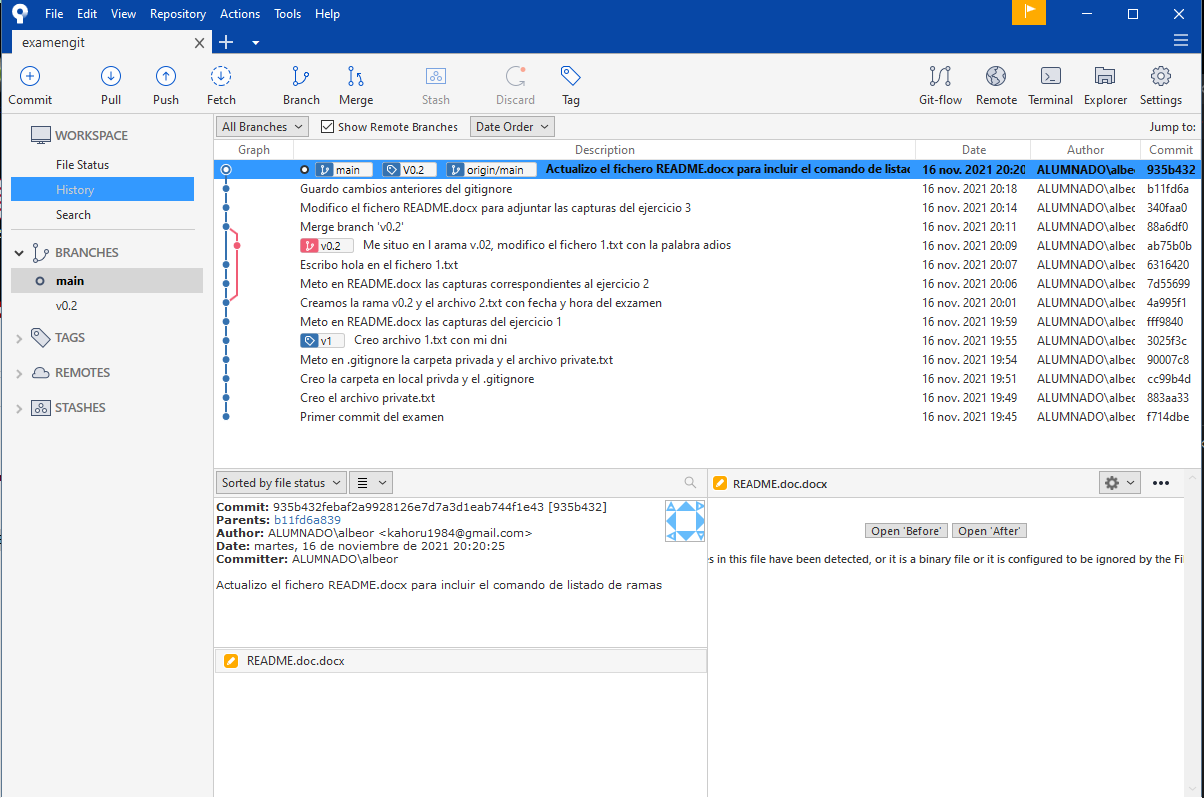 File Edit View Repository Actions Tools Help
examengit
Commit Pull Push Fetch Branch Merge Stash Discard Tag Git-flow Remote Terminal Explorer Settings
WORKSPACE
File Status
History
Search
BRANCHES
main
v0.2
TAGS
REMOTES
STASHES
All Branches Show Remote Branches Date Order Jump to:
Graph Description Date Author Commit
main V0.2 origin/main Actualizo el fichero README.docx para incluir el comando de listac 16 nov. 2021 20:20 ALUMNADO\albeo 935b432
Guardo cambios anteriores del gitignore 16 nov. 2021 20:18 ALUMNADO\albeo b11fd6a
Modifico el fichero README.docx para adjuntar las capturas del ejercicio 3 16 nov. 2021 20:14 ALUMNADO\albeo 340faa0
Merge branch 'v0.2' 16 nov. 2021 20:11 ALUMNADO\albeo 88a6df0
v0.2 Me situo en l arama v.02, modifico el fichero 1.txt con la palabra adios 16 nov. 2021 20:09 ALUMNADO\albeo ab75b0b
Escribo hola en el fichero 1.txt 16 nov. 2021 20:07 ALUMNADO\albeo 6316420
Meto en README.docx las capturas correspondientes al ejercicio 2 16 nov. 2021 20:06 ALUMNADO\albeo 7d55699
Creamos la rama v0.2 y el archivo 2.txt con fecha y hora del exzamen 16 nov. 2021 20:01 ALUMNADO\albeo 4a995f1
Meto en README.docx las capturas del ejercicio 1 16 nov. 2021 19:59 ALUMNADO\albeo fff9840
v1 Creo archivo 1.txt con mi dni 16 nov. 2021 19:55 ALUMNADO\albeo 3025f3c
Meto en .gitignore la carpeta privada y el archivo private.txt 16 nov. 2021 19:54 ALUMNADO\albeo 90007c8
Creo la carpeta en local privda y el .gitignore 16 nov. 2021 19:51 ALUMNADO\albeo cc99b4d
Creo el archivo private.txt 16 nov. 2021 19:49 ALUMNADO\albeo 883aa33
Primer commit del examen 16 nov. 2021 19:45 ALUMNADO\albeo f714dbe
Sorted by file status
Commit: 935b432febaf2a9928126e7d7a3d1eab744f1e43 [935b432]
Parents: b11fd6a839
Author: ALUMNADO\albeor <kahoru1984@gmail.com>
Date: martes, 16 de noviembre de 2021 20:20:25
Committer: ALUMNADO\albeor
Actualizo el fichero README.docx para incluir el comando de listado de ramas
README.doc.docx
README.doc.docx
Open 'Before' Open 'After'
s in this file have been detected, or it is a binary file or it is configured to be ignored by the Fi